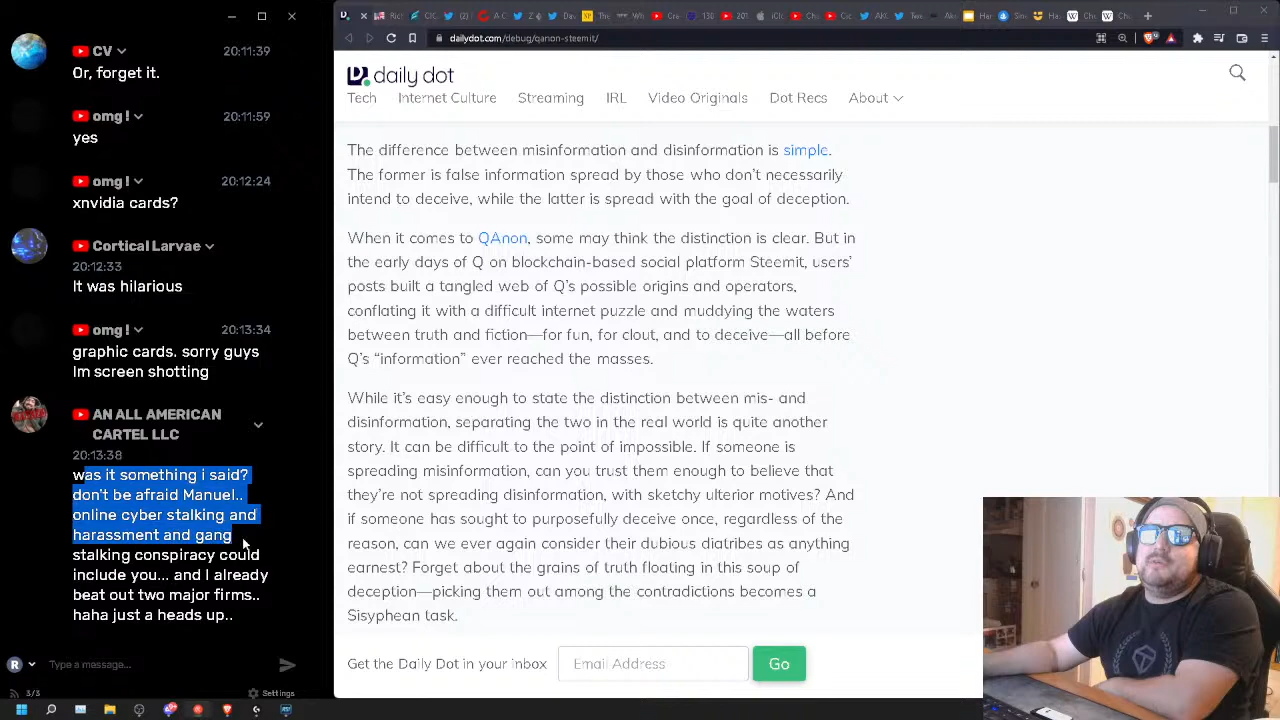 CV
20:11:39
Or, forget it.
omg!
20:11:59
yes
omg!
20:12:24
xnvidia cards?
Cortical Larvae
20:12:33
It was hilarious
omg!
20:13:34
graphic cards. sorry guys
Im screen shotting
AN ALL AMERICAN
CARTEL LLC
20:13:38
was it something i said?
don't be afraid Manuel..
online cyber stalking and
harassment and gang
stalking conspiracy could
include you... and I already
beat out two major firms..
haha just a heads up..
R
Type a message...
3/3
Settings
dailydot.com/debug/qanon-steemit/
daily dot
Tech
Internet Culture
Streaming
IRL
Video Originals
Dot Recs
About
The difference between misinformation and disinformation is simple.
The former is false information spread by those who don't necessarily
intend to deceive, while the latter is spread with the goal of deception.
When it comes to QAnon, some may think the distinction is clear. But in
the early days of Q on blockchain-based social platform Steemit, users'
posts built a tangled web of Q's possible origins and operators,
conflating it with a difficult internet puzzle and muddying the waters
between truth and fiction—for fun, for clout, and to deceive—all before
Q's “information” ever reached the masses.
While it's easy enough to state the distinction between mis- and
disinformation, separating the two in the real world is quite another
story. It can be difficult to the point of impossible. If someone is
spreading misinformation, can you trust them enough to believe that
they're not spreading disinformation, with sketchy ulterior motives? And
if someone has sought to purposefully deceive once, regardless of the
reason, can we ever again consider their dubious diatribes as anything
earnest? Forget about the grains of truth floating in this soup of
deception—picking them out among the contradictions becomes a
Sisyphean task.
Get the Daily Dot in your inbox
Email Address
Go